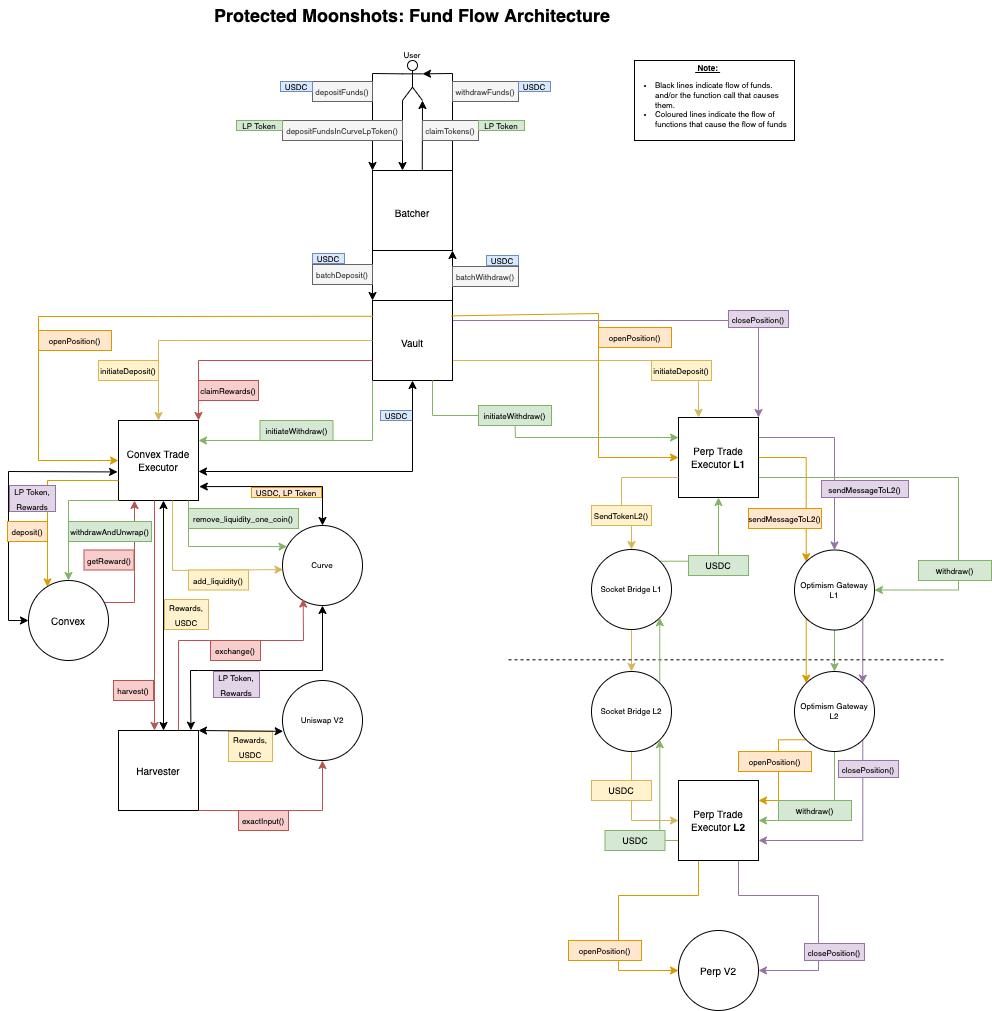 Protected Moonshots: Fund Flow Architecture
User
Note:
Black lines indicate flow of funds.
and/or the function call that causes
them.
Coloured lines indicate the flow of
functions that cause the flow of funds
USDC
depositFunds()
withdrawFunds()
USDC
LP Token
depositFundsInCurveLpToken()
claimTokens()
LP Token
Batcher
USDC
batchDeposit()
USDC
batchWithdraw()
Vault
closePosition()
openPosition()
openPosition()
initiateDeposit()
initiateDeposit()
claimRewards()
USDC
initiateWithdraw()
initiateWithdraw()
Convex Trade
Executor
Perp Trade
Executor L1
LP Token,
Rewards
USDC, LP Token
sendMessageToL2()
SendTokenL2()
sendMessageToL2()
remove_liquidity_one_coin()
deposit()
withdrawAndUnwrap()
getReward()
Curve
USDC
Withdraw()
add_liquidity()
Socket Bridge L1
Optimism Gateway
L1
Convex
Rewards,
USDC
exchange()
LP Token,
Rewards
harvest()
Uniswap V2
Socket Bridge L2
Optimism Gateway
L2
Rewards,
USDC
Harvester
openPosition()
closePosition()
USDC
Withdraw()
exactInput()
Perp Trade
Executor L2
USDC
openPosition()
closePosition()
Perp V2